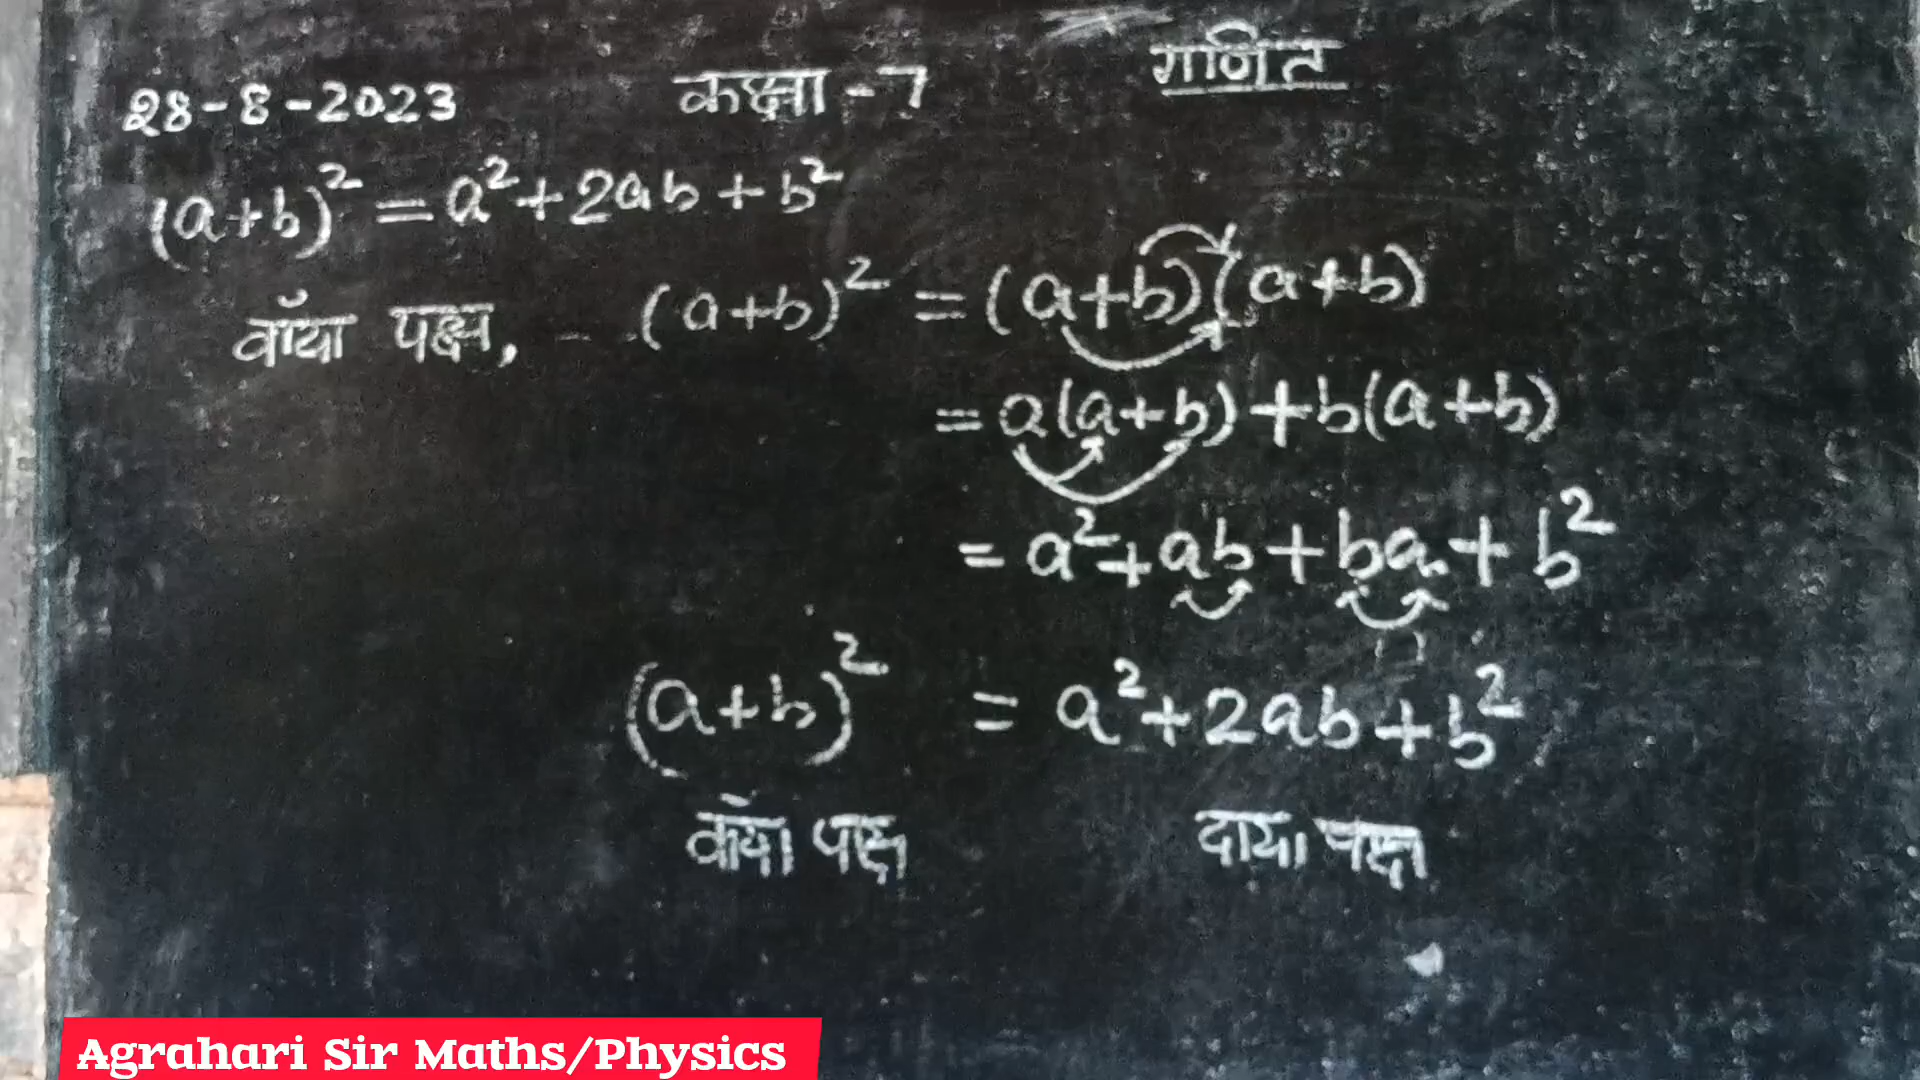 28-8-2023 कक्षा-7 गणित
(a+b)² = a²+2ab+b²
वाँया पक्ष, (a+b)² = (a+b)(a+b)
= a(a+b)+b(a+b)
= a²+ab+ba+b²
(a+b)² = a²+2ab+b²
वाँया पक्ष दाया पक्ष
Agrahari Sir Maths/Physics